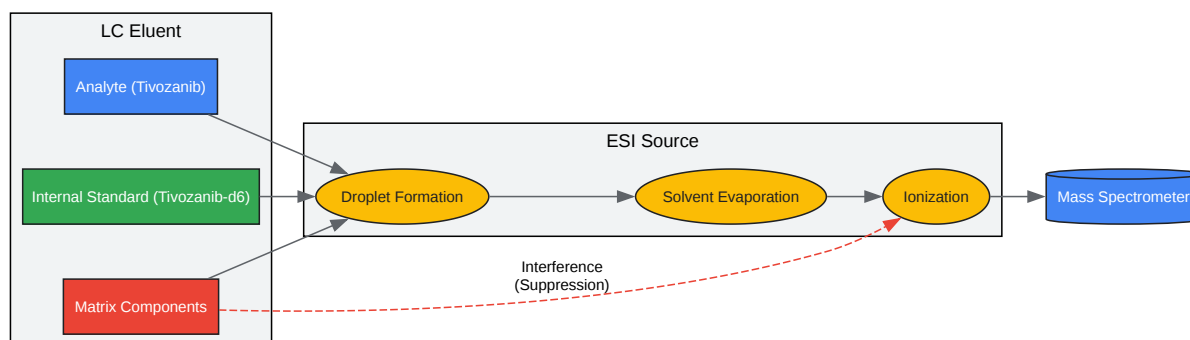 LC Eluent
Analyte (Tivozanib)
ESI Source
Internal Standard (Tivozanib-d6)
Droplet Formation
Solvent Evaporation
Ionization
Mass Spectrometer
Interference
(Suppression)
Matrix Components